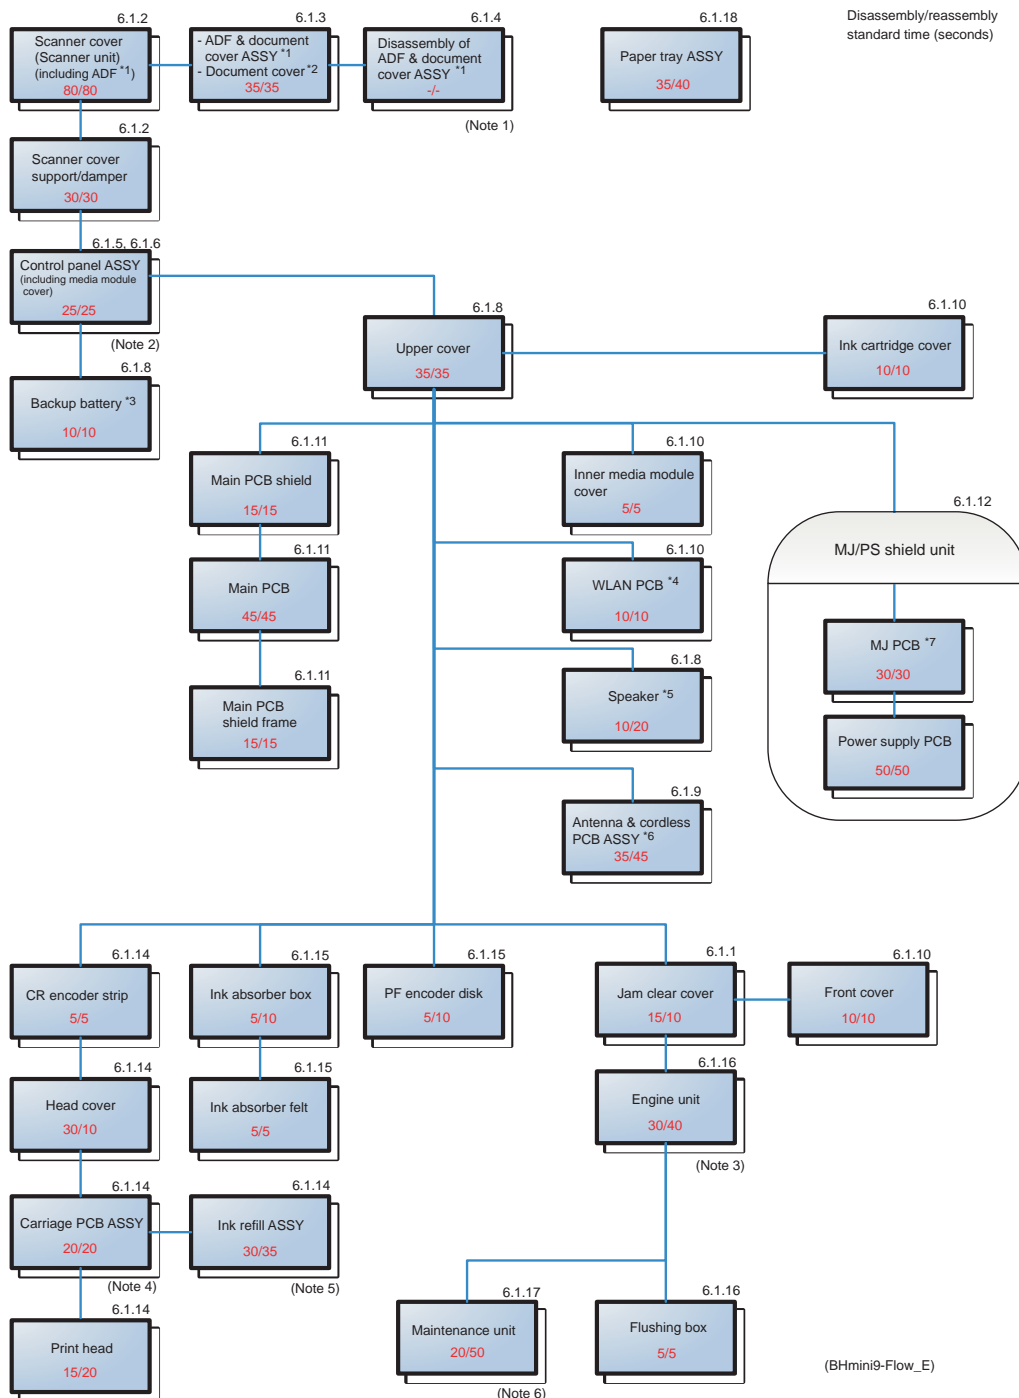 Disassembly/reassembly
standard time (seconds)
6.1.2
Scanner cover
(Scanner unit)
(including ADF *1)
80/80
6.1.3
- ADF & document
cover ASSY *1
- Document cover *2
35/35
6.1.4
Disassembly of
ADF & document
cover ASSY *1
-/-
(Note 1)
6.1.18
Paper tray ASSY
35/40
6.1.2
Scanner cover
support/damper
30/30
6.1.5, 6.1.6
Control panel ASSY
(including media module
cover)
25/25
(Note 2)
6.1.8
Upper cover
35/35
6.1.10
Ink cartridge cover
10/10
6.1.8
Backup battery *3
10/10
6.1.11
Main PCB shield
15/15
6.1.10
Inner media module
cover
5/5
6.1.12
MJ/PS shield unit
6.1.11
Main PCB
45/45
6.1.10
WLAN PCB *4
10/10
MJ PCB *7
30/30
6.1.11
Main PCB
shield frame
15/15
6.1.8
Speaker *5
10/20
Power supply PCB
50/50
6.1.9
Antenna & cordless
PCB ASSY *6
35/45
6.1.14
CR encoder strip
5/5
6.1.15
Ink absorber box
5/10
6.1.15
PF encoder disk
5/10
6.1.1
Jam clear cover
15/10
6.1.10
Front cover
10/10
6.1.14
Head cover
30/10
6.1.15
Ink absorber felt
5/5
6.1.16
Engine unit
30/40
(Note 3)
6.1.14
Carriage PCB ASSY
20/20
(Note 4)
6.1.14
Ink refill ASSY
30/35
(Note 5)
6.1.14
Print head
15/20
6.1.17
Maintenance unit
20/50
(Note 6)
6.1.16
Flushing box
5/5
(BHmini9-Flow_E)